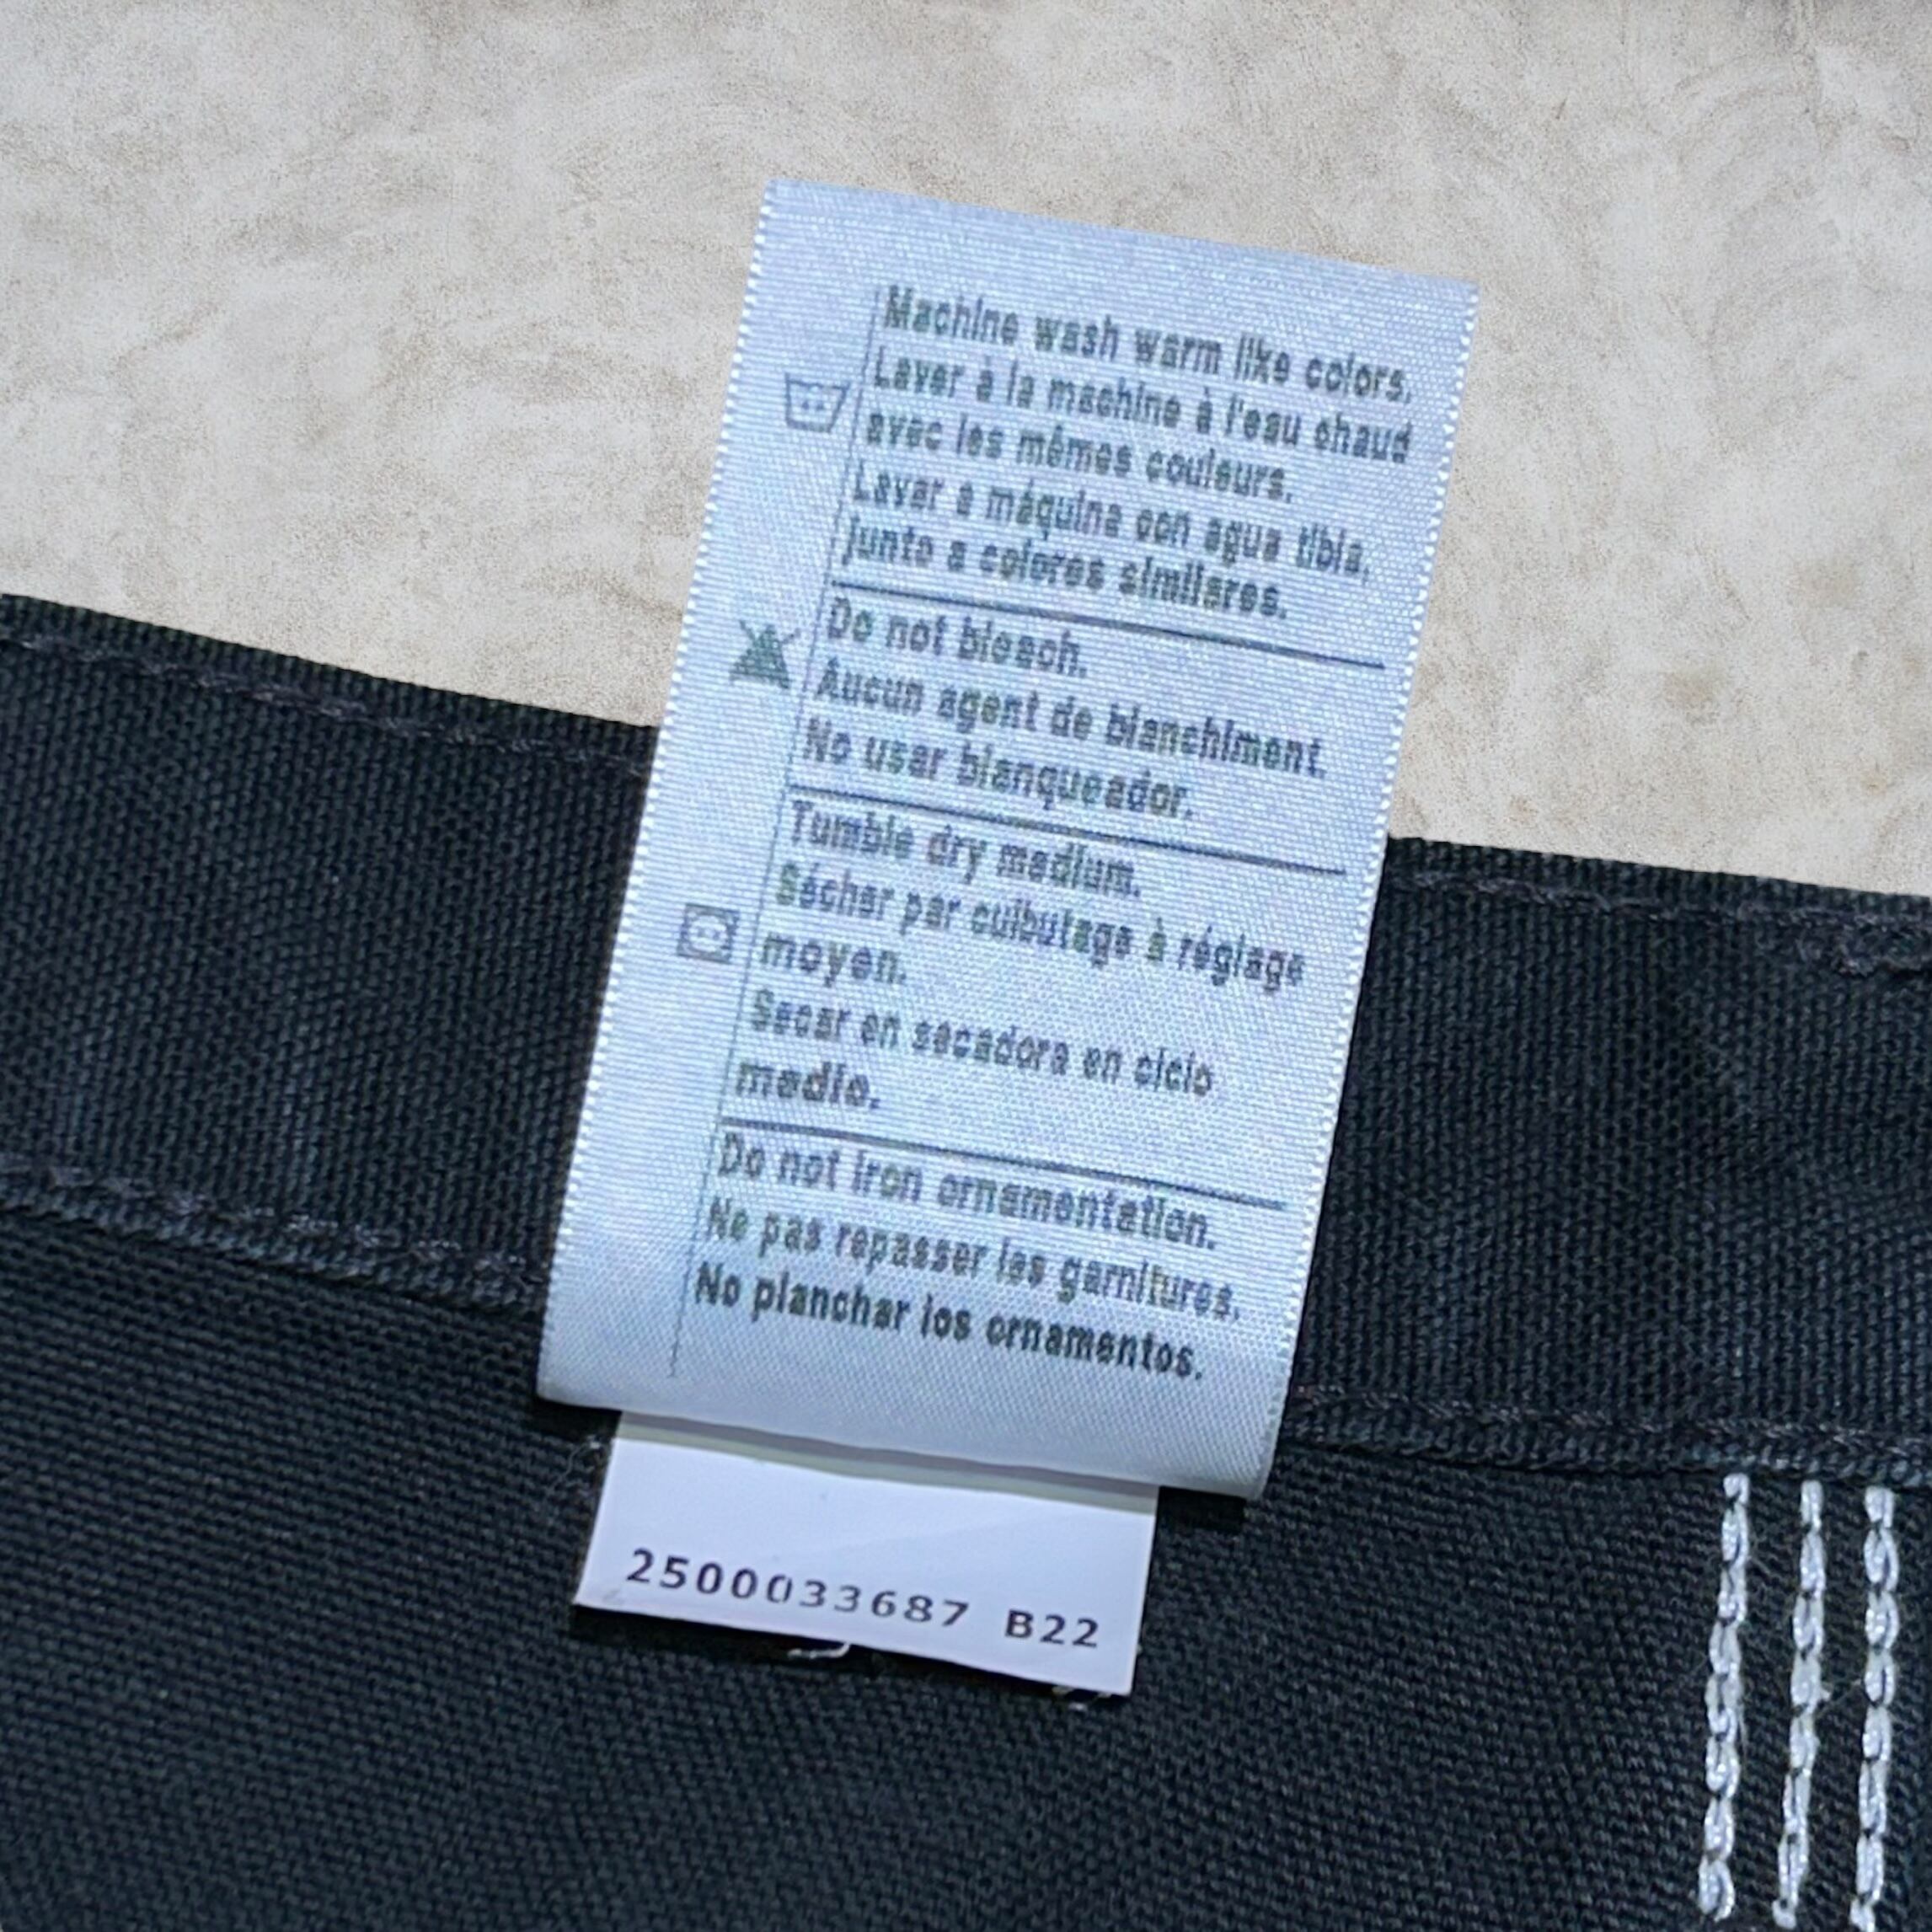 Machine wash warm like colors.
Laver à la machine à l'eau chaud
avec les mêmes couleurs.
Lavar a máquina con agua tibia,
junto a colores similares.
Do not bleach.
Aucun agent de blanchiment.
No usar blanqueador.
Tumble dry medium.
Sécher par culbutage à réglage
moyen.
Secar en secadora en ciclo
medio.
Do not iron ornamentation.
Ne pas repasser les garnitures.
No planchar los ornamentos.
2500033687 B22